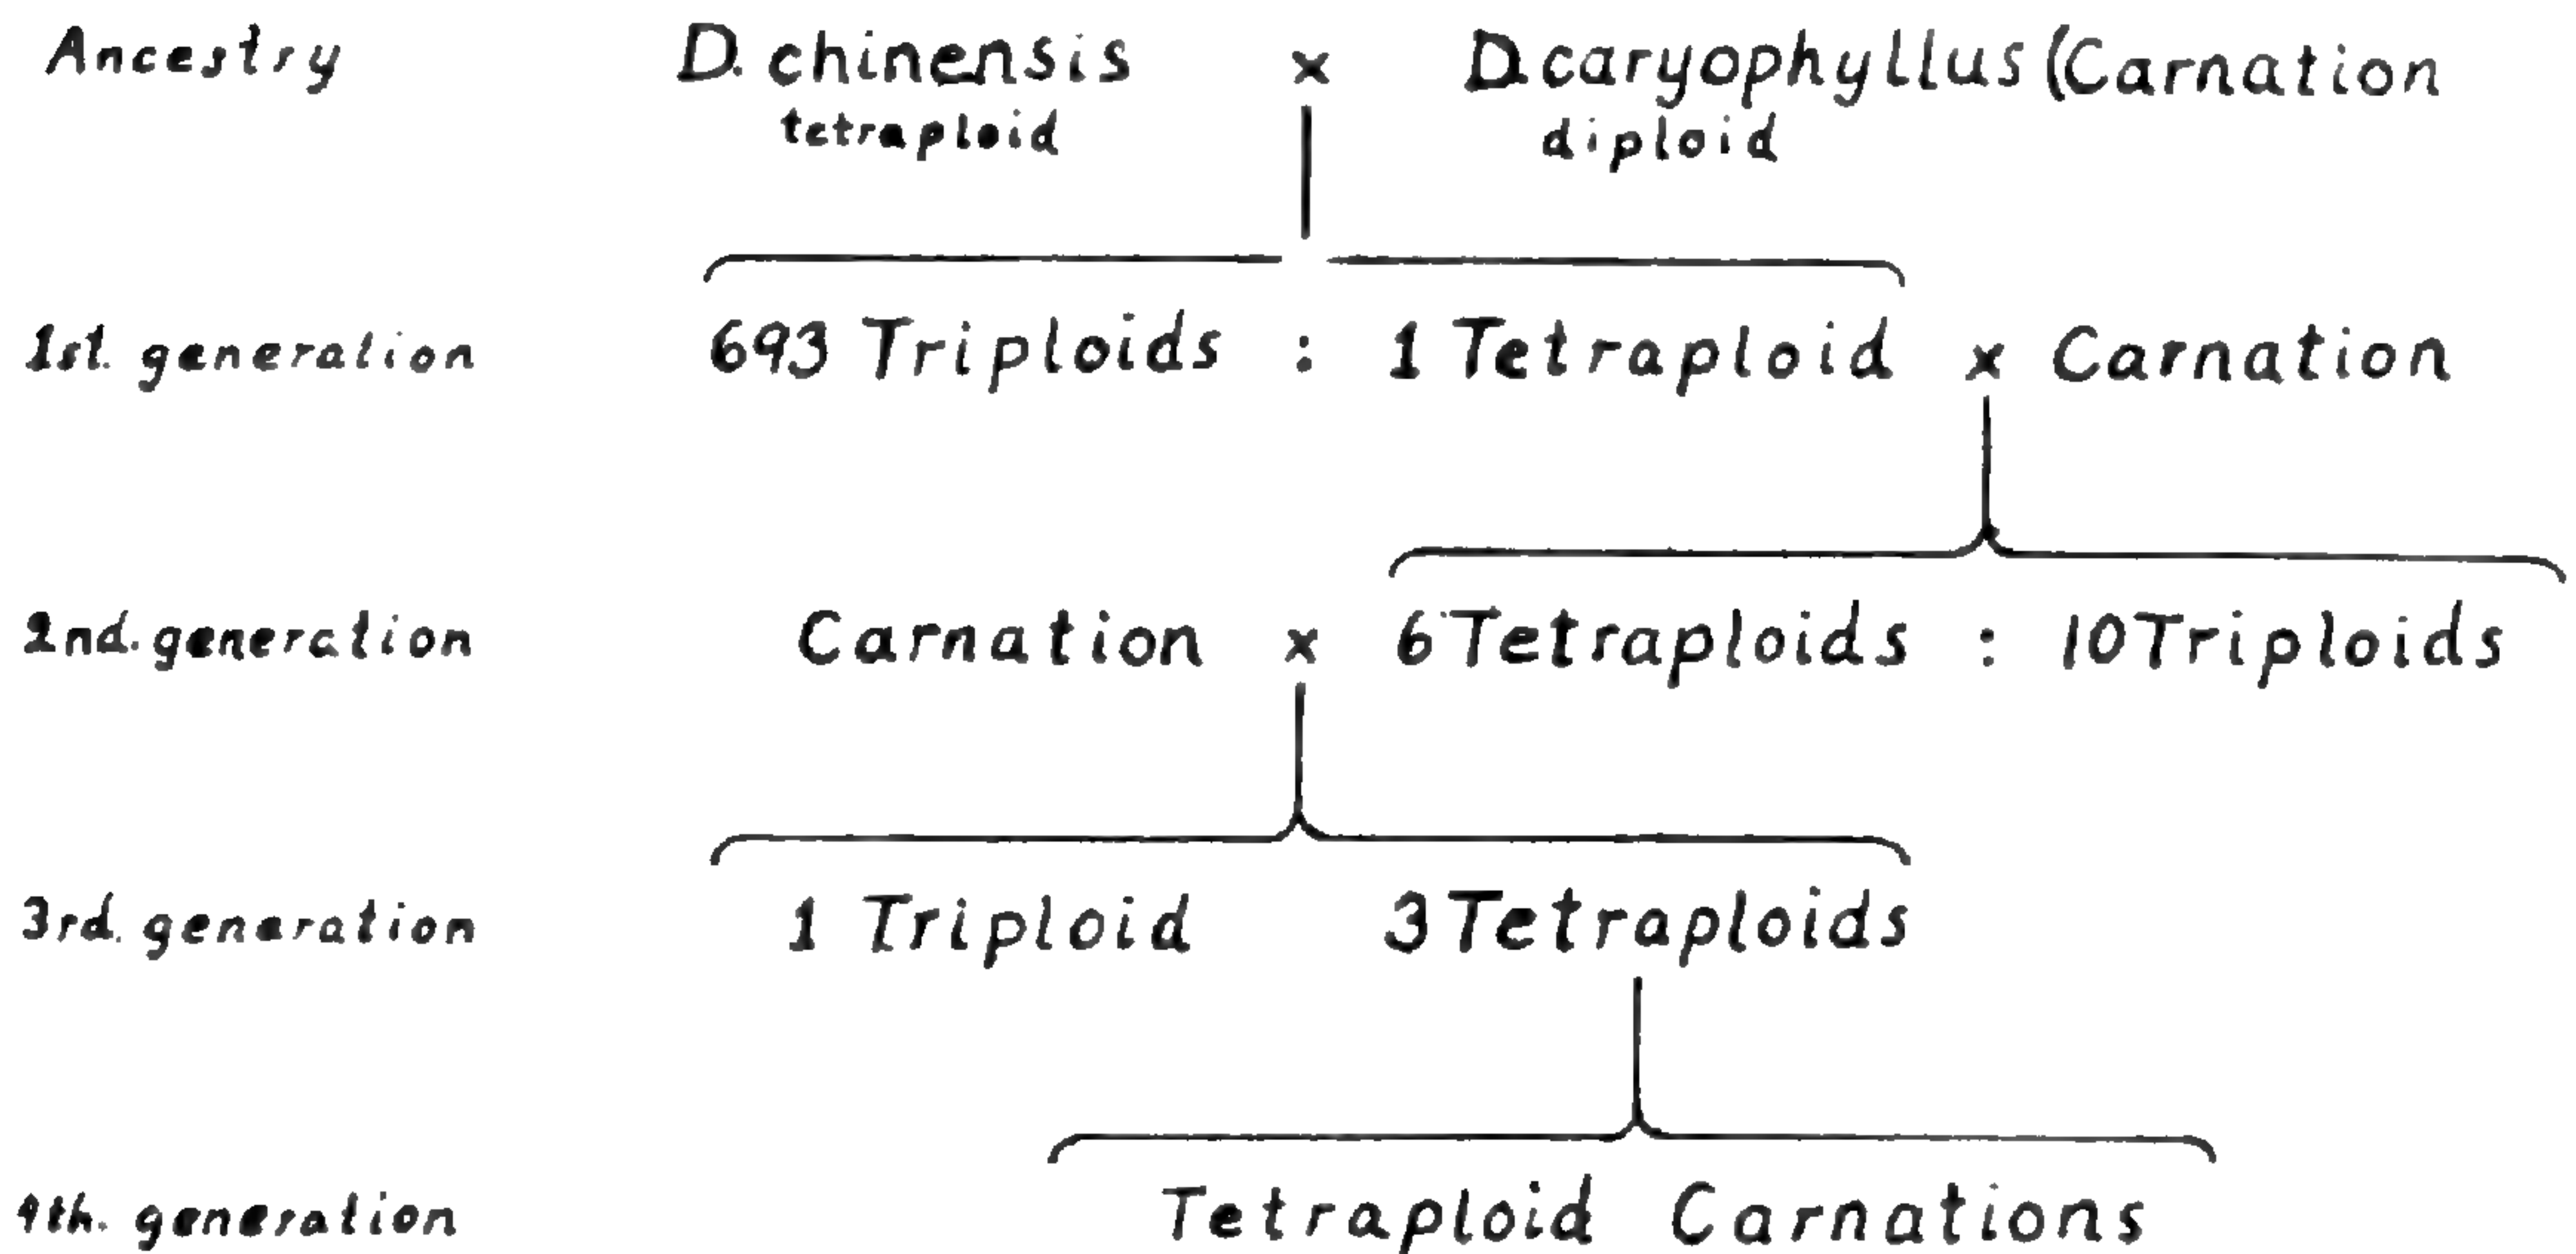 Ancestry D. chinensis x D. caryophyllus (Carnation
tetraploid diploid
1st. generation 693 Triploids : 1 Tetraploid x Carnation
2nd. generation Carnation x 6 Tetraploids : 10 Triploids
3rd. generation 1 Triploid 3 Tetraploids
4th. generation Tetraploid Carnations